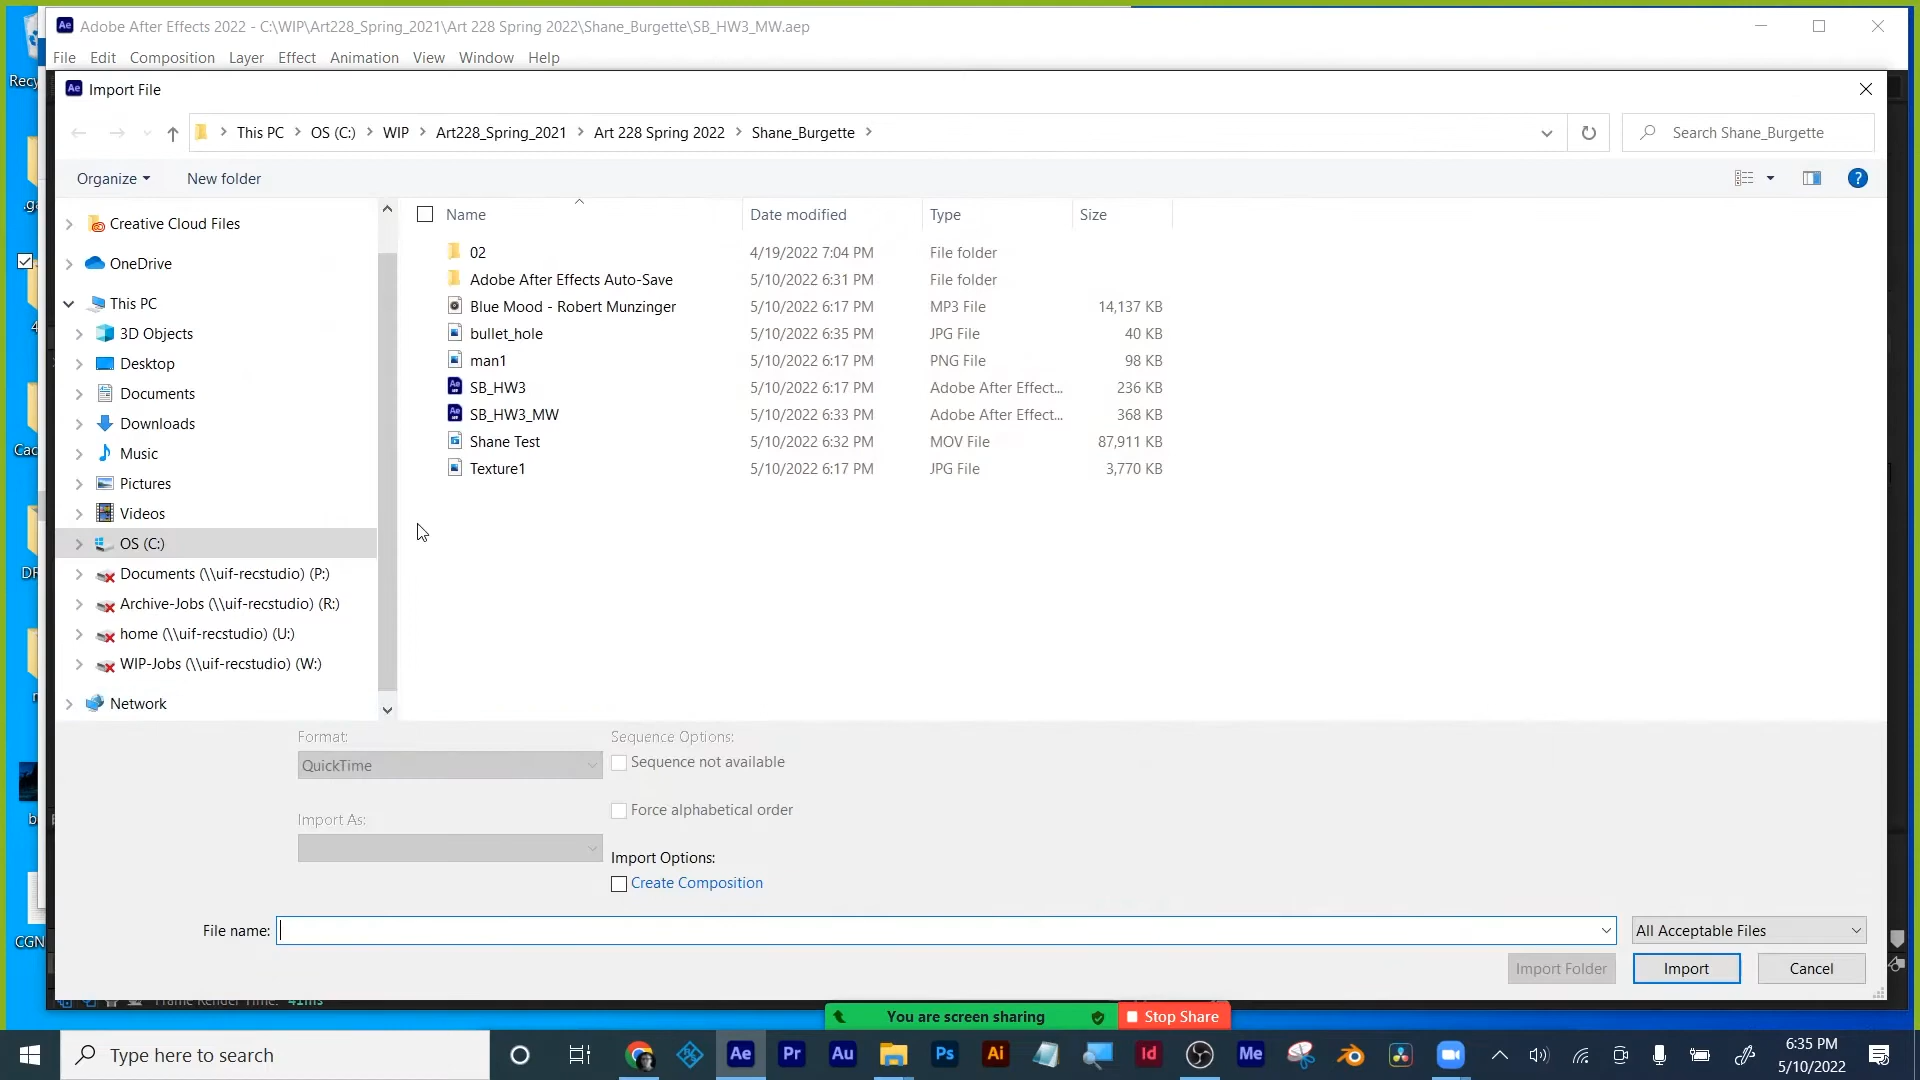 Adobe After Effects 2022 - C:\WIP\Art228_Spring_2021\Art 228 Spring 2022\Shane_Burgette\SB_HW3_MW.aep
File Edit Composition Layer Effect Animation View Window Help
Import File
This PC > OS (C:) > WIP > Art228_Spring_2021 > Art 228 Spring 2022 > Shane_Burgette >
Search Shane_Burgette
Organize New folder
Creative Cloud Files
OneDrive
This PC
3D Objects
Desktop
Documents
Downloads
Music
Pictures
Videos
OS (C:)
Documents (\\uif-recstudio) (P:)
Archive-Jobs (\\uif-recstudio) (R:)
home (\\uif-recstudio) (U:)
WIP-Jobs (\\uif-recstudio) (W:)
Network
Name Date modified Type Size
02 4/19/2022 7:04 PM File folder
Adobe After Effects Auto-Save 5/10/2022 6:31 PM File folder
Blue Mood - Robert Munzinger 5/10/2022 6:17 PM MP3 File 14,137 KB
bullet_hole 5/10/2022 6:35 PM JPG File 40 KB
man1 5/10/2022 6:17 PM PNG File 98 KB
SB_HW3 5/10/2022 6:17 PM Adobe After Effect... 236 KB
SB_HW3_MW 5/10/2022 6:33 PM Adobe After Effect... 368 KB
Shane Test 5/10/2022 6:32 PM MOV File 87,911 KB
Texture1 5/10/2022 6:17 PM JPG File 3,770 KB
Format:
QuickTime
Import As:
Sequence Options:
Sequence not available
Force alphabetical order
Import Options:
Create Composition
File name:
All Acceptable Files
Import Folder Import Cancel
Frame Render Time: 41ms
You are screen sharing Stop Share
Type here to search
Ae Pr Au Ps Ai Id Me
6:35 PM
5/10/2022